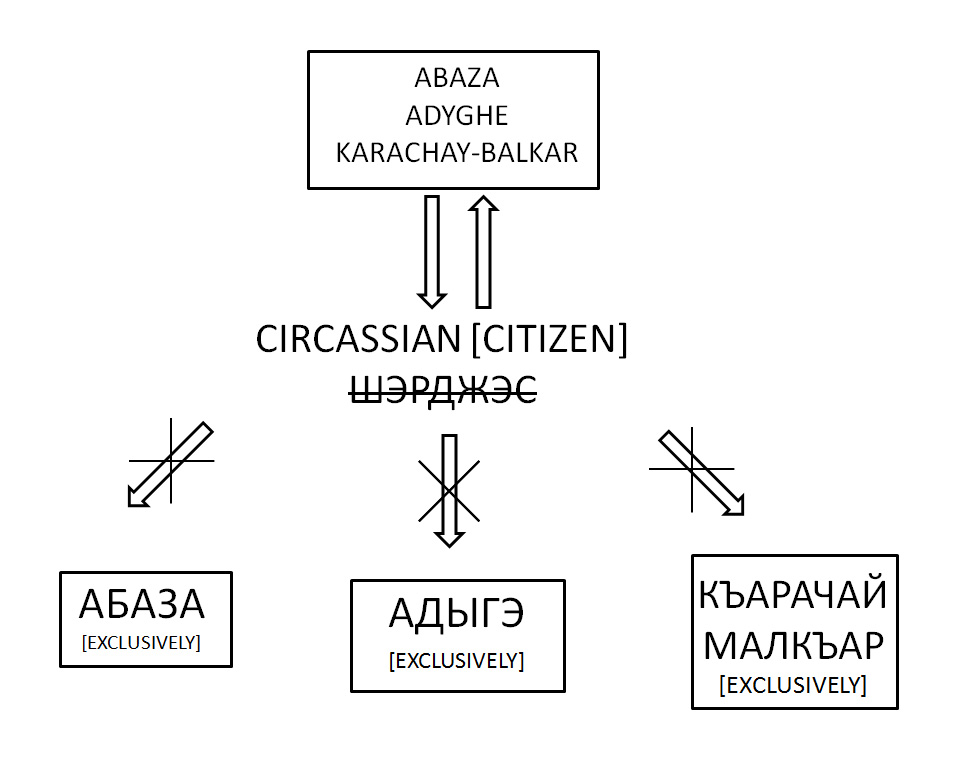 ABAZA
ADYGHE
KARACHAY-BALKAR
CIRCASSIAN [CITIZEN]
ШЭРДЖЭС
АБАЗА
[EXCLUSIVELY]
АДЫГЭ
[EXCLUSIVELY]
КЪАРАЧАЙ
МАЛКЪАР
[EXCLUSIVELY]